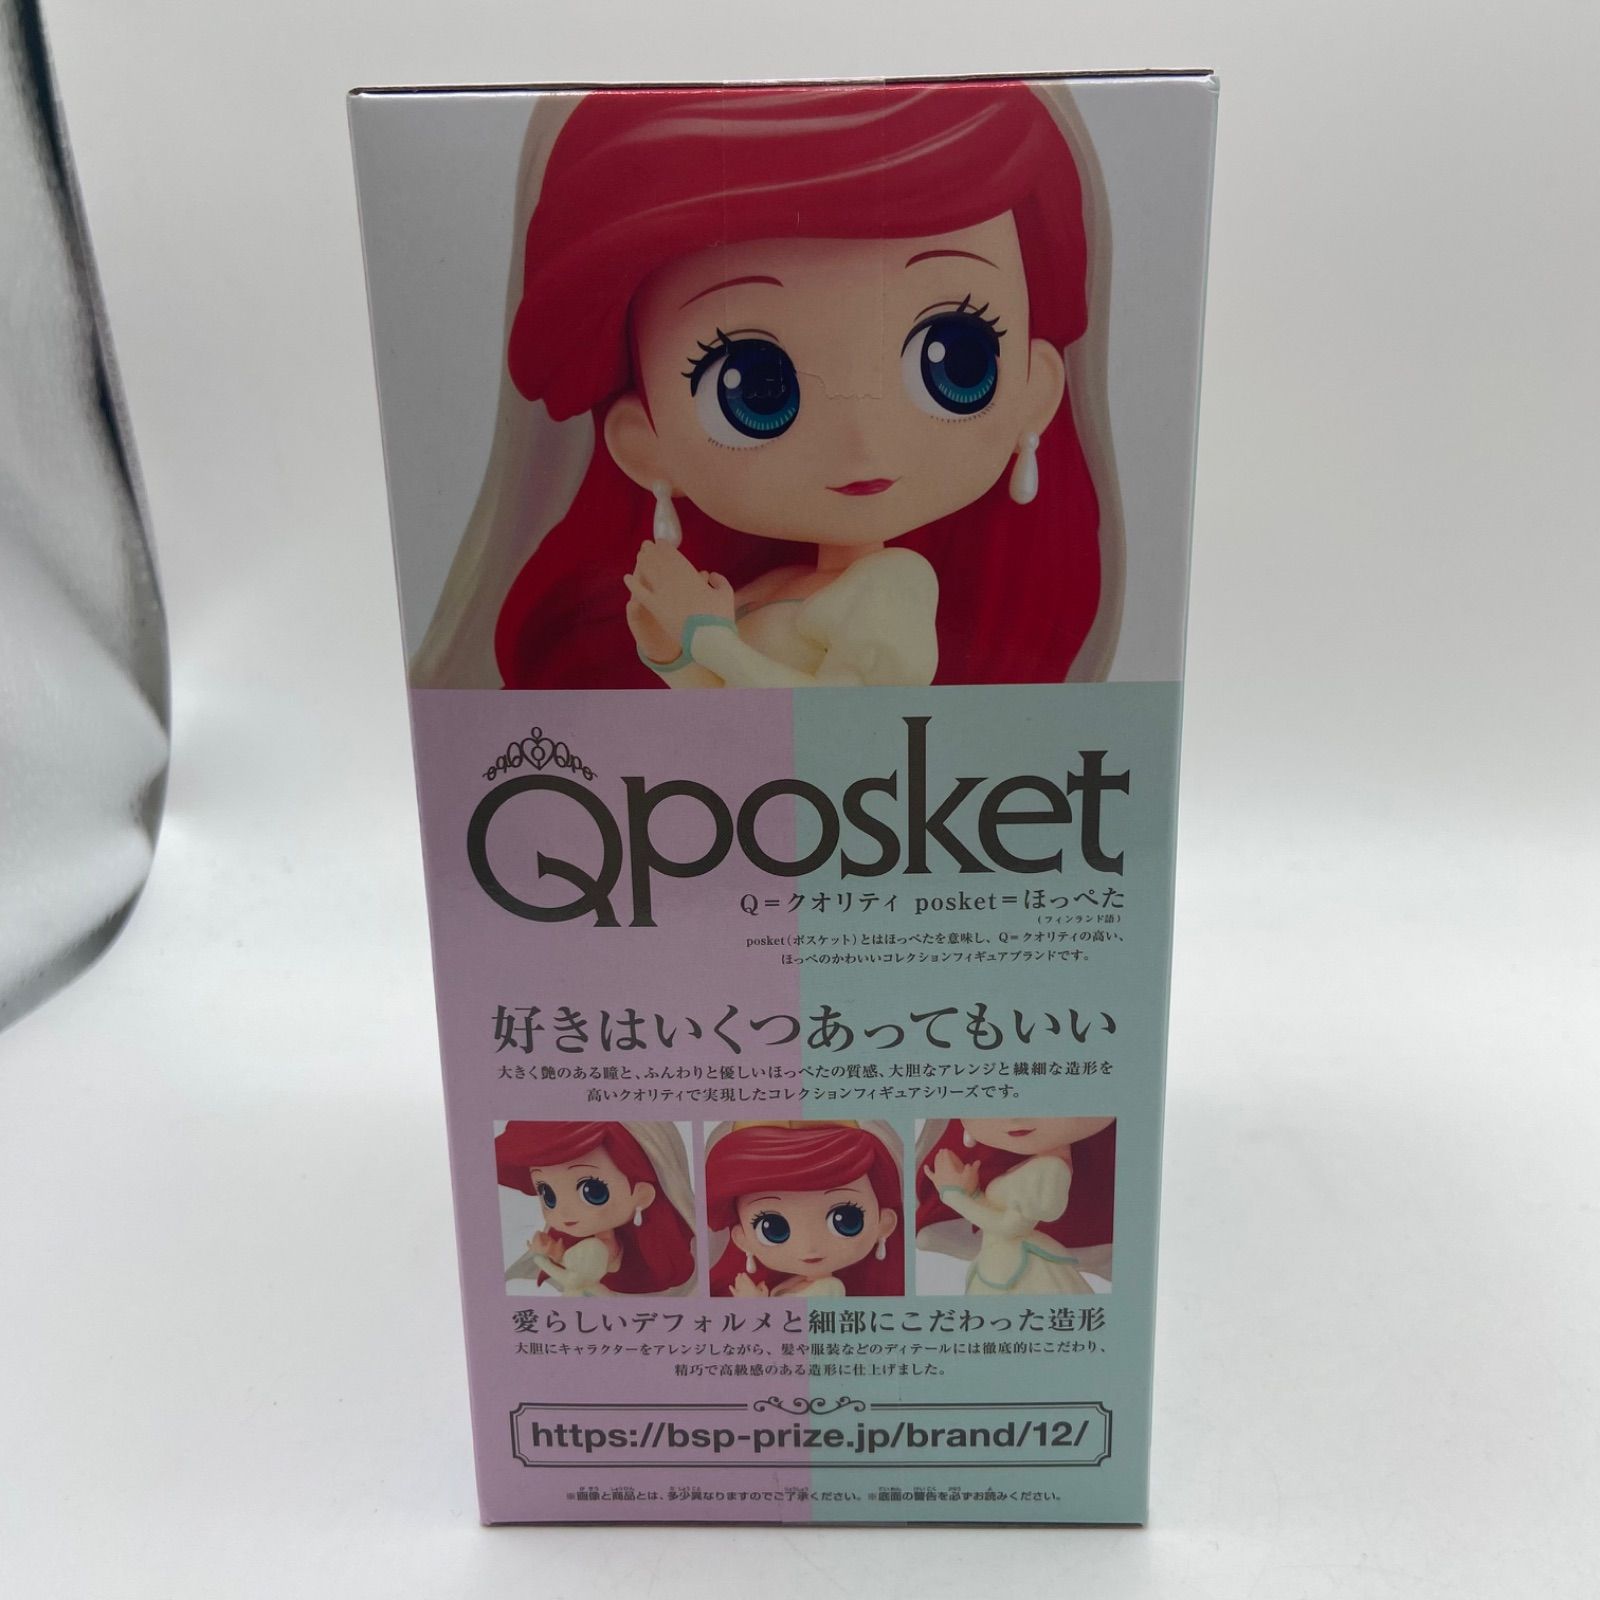 Qposket
Q=クオリティ posket=ほっぺた
(フィンランド語)
posket(ポスケット)とはほっぺたを意味し、Q=クオリティの高い、
ほっぺのかわいいコレクションフィギュアブランドです。
好きはいくつあってもいい
大きく艶のある瞳と、ふんわりと優しいほっぺたの質感、大胆なアレンジと繊細な造形を
高いクオリティで実現したコレクションフィギュアシリーズです。
愛らしいデフォルメと細部にこだわった造形
大胆にキャラクターをアレンジしながら、髪や服装などのディテールには徹底的にこだわり、
精巧で高級感のある造形に仕上げました。
https://bsp-prize.jp/brand/12/
※画像と商品とは、多少異なりますのでご了承ください。※底面の警告を必ずお読みください。